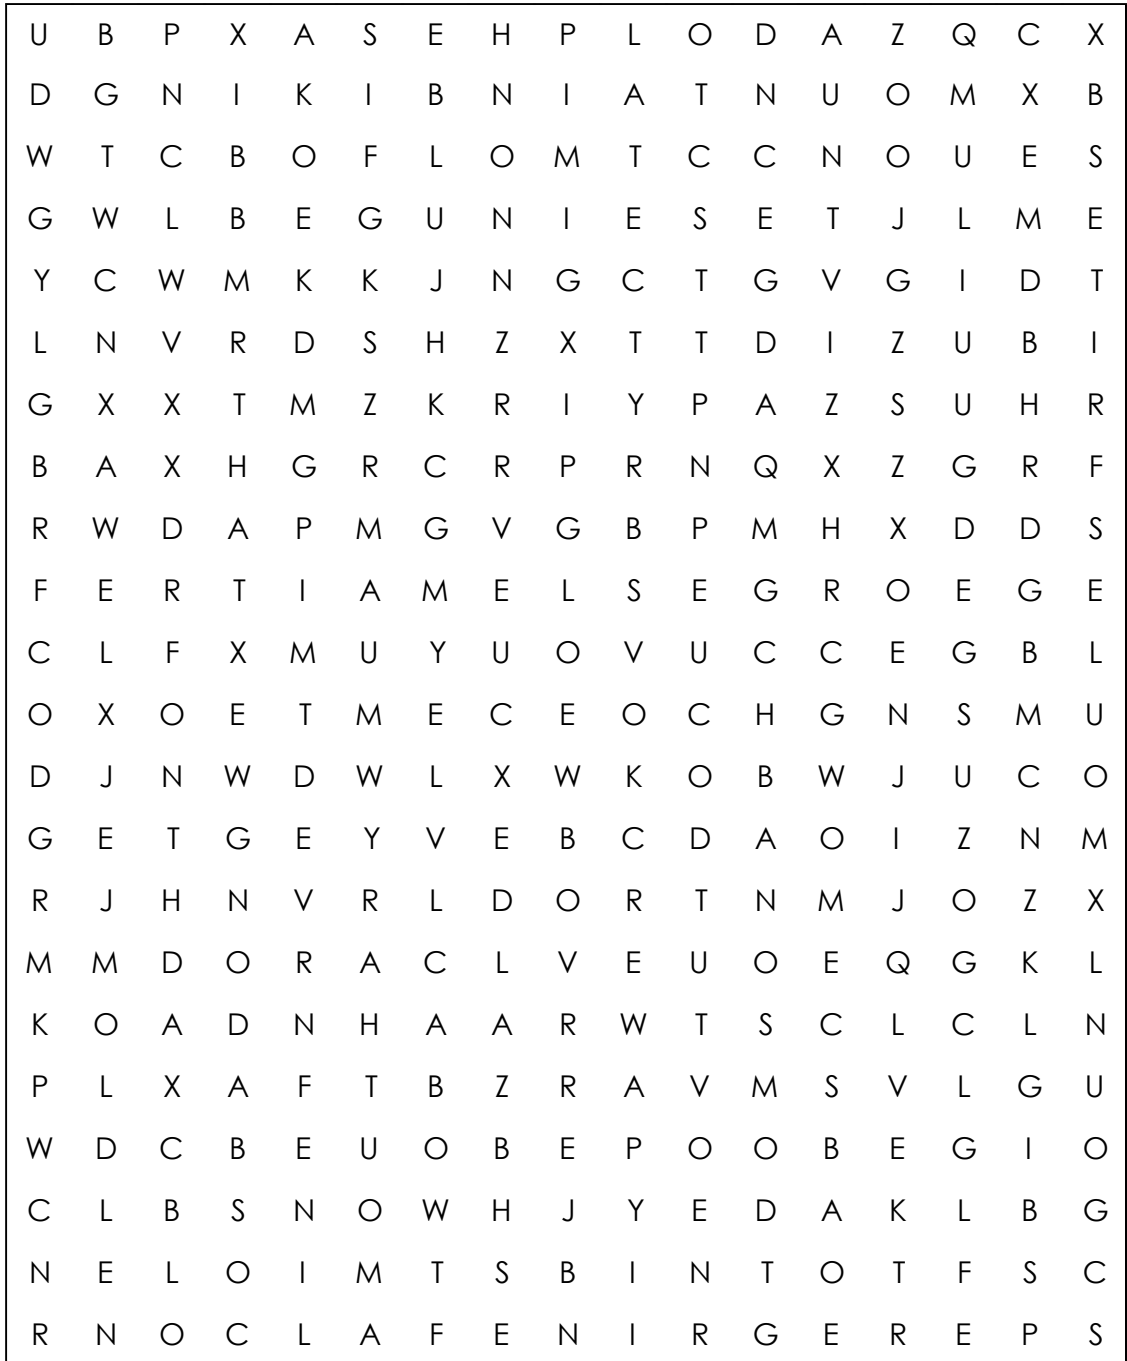 U B P X A S E H P L O D A Z Q C X
D G N I K I B N I A T N U O M X B
W T C B O F L O M T C C N O U E S
G W L B E G U N I E S E T J L M E
Y C W M K K J N G C T G V G I D T
L N V R D S H Z X T T D I Z U B I
G X X T M Z K R I Y P A Z S U H R
B A X H G R C R P R N Q X Z G R F
R W D A P M G V G B P M H X D D S
F E R T I A M E L S E G R O E G E
C L F X M U Y U O V U C C E G B L
O X O E T M E C E O C H G N S M U
D J N W D W L X W K O B W J U C O
G E T G E Y V E B C D A O I Z N M
R J H N V R L D O R T N M J O Z X
M M D O R A C L V E U O E Q G K L
K O A D N H A A R W T S C L C L N
P L X A F T B Z R A V M S V L G U
W D C B E U O B E P O O B E G I O
C L B S N O W H J Y E D A K L B G
N E L O I M T S B I N T O T F S C
R N O C L A F E N I R G E R E P S